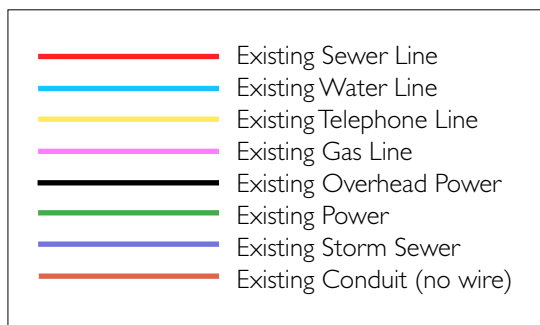 Existing Sewer Line
Existing Water Line
Existing Telephone Line
Existing Gas Line
Existing Overhead Power
Existing Power
Existing Storm Sewer
Existing Conduit (no wire)